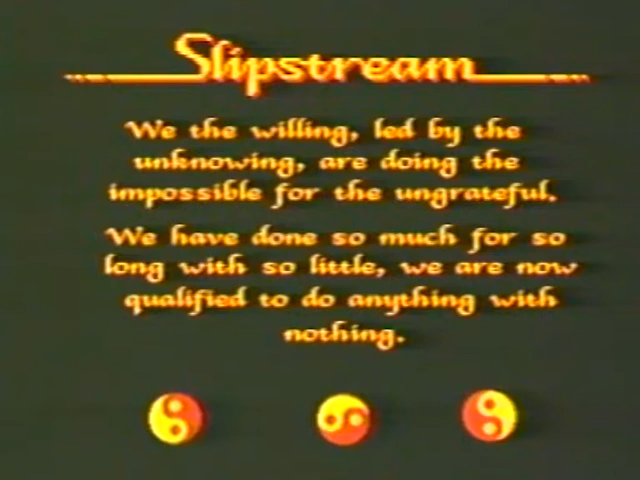 Slipstream
We the willing, led by the
unknowing, are doing the
impossible for the ungrateful.
We have done so much for so
long with so little, we are now
qualified to do anything with
nothing.